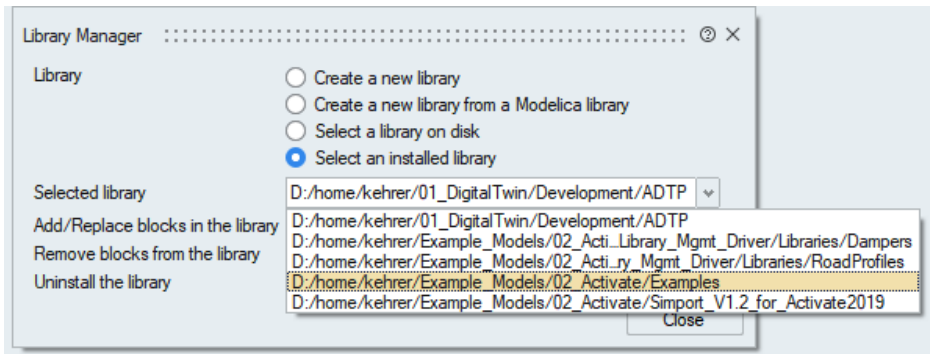 Library Manager
Library
Create a new library
Create a new library from a Modelica library
Select a library on disk
Select an installed library
Selected library
D:/home/kehrer/01_DigitalTwin/Development/ADTP
Add/Replace blocks in the library
Remove blocks from the library
Uninstall the library
D:/home/kehrer/01_DigitalTwin/Development/ADTP
D:/home/kehrer/Example_Models/02_Acti...Library_Mgmt_Driver/Libraries/Dampers
D:/home/kehrer/Example_Models/02_Acti...ry_Mgmt_Driver/Libraries/RoadProfiles
D:/home/kehrer/Example_Models/02_Activate/Examples
D:/home/kehrer/Example_Models/02_Activate/Simport_V1.2_for_Activate2019
Close